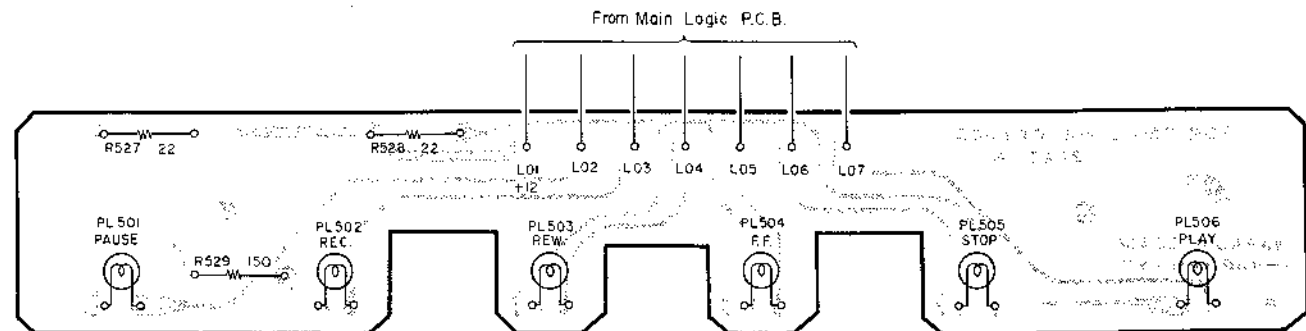 From Main Logic P.C.B.
R527 22
R528 22
L01
+12
L02
L03
L04
L05
L06
L07
PL501
PAUSE
R529 150
PL502
REC.
PL503
REW.
PL504
F.F.
PL505
STOP
PL506
PLAY